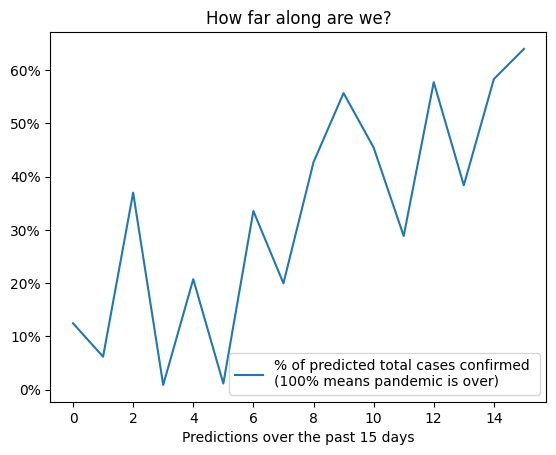 How far along are we?
60%
50%
40%
30%
20%
10%
0%
% of predicted total cases confirmed
(100% means pandemic is over)
0 2 4 6 8 10 12 14
Predictions over the past 15 days